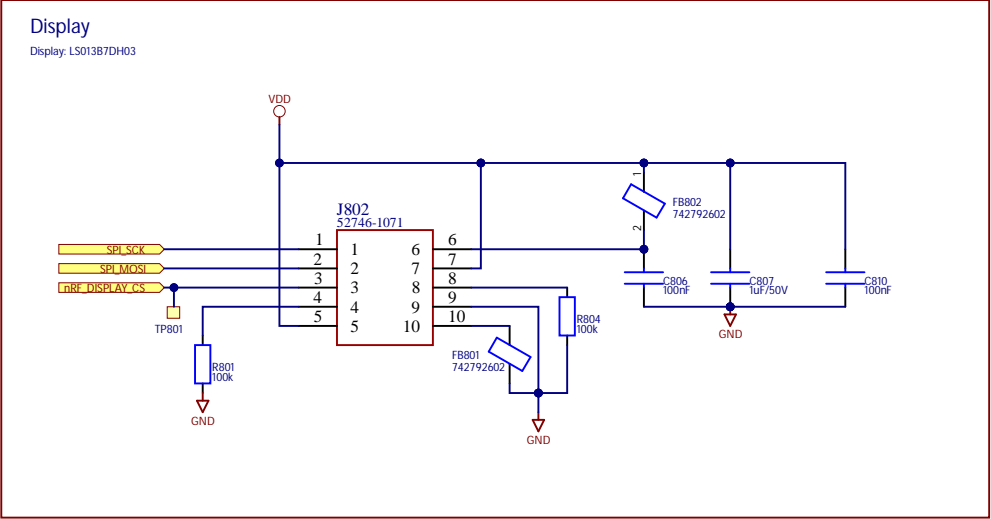 Display
Display: LS013B7DH03
VDD
J802
52746-1071
1
2
FB802
742792602
SPI_SCK
SPI_MOSI
nRF_DISPLAY_CS
1
2
3
4
5
1
2
3
4
5
6
7
8
9
10
6
7
8
9
10
TP801
R801
100k
GND
FB801
742792602
R804
100k
GND
C806
100nF
C807
1uF/50V
C810
100nF
GND